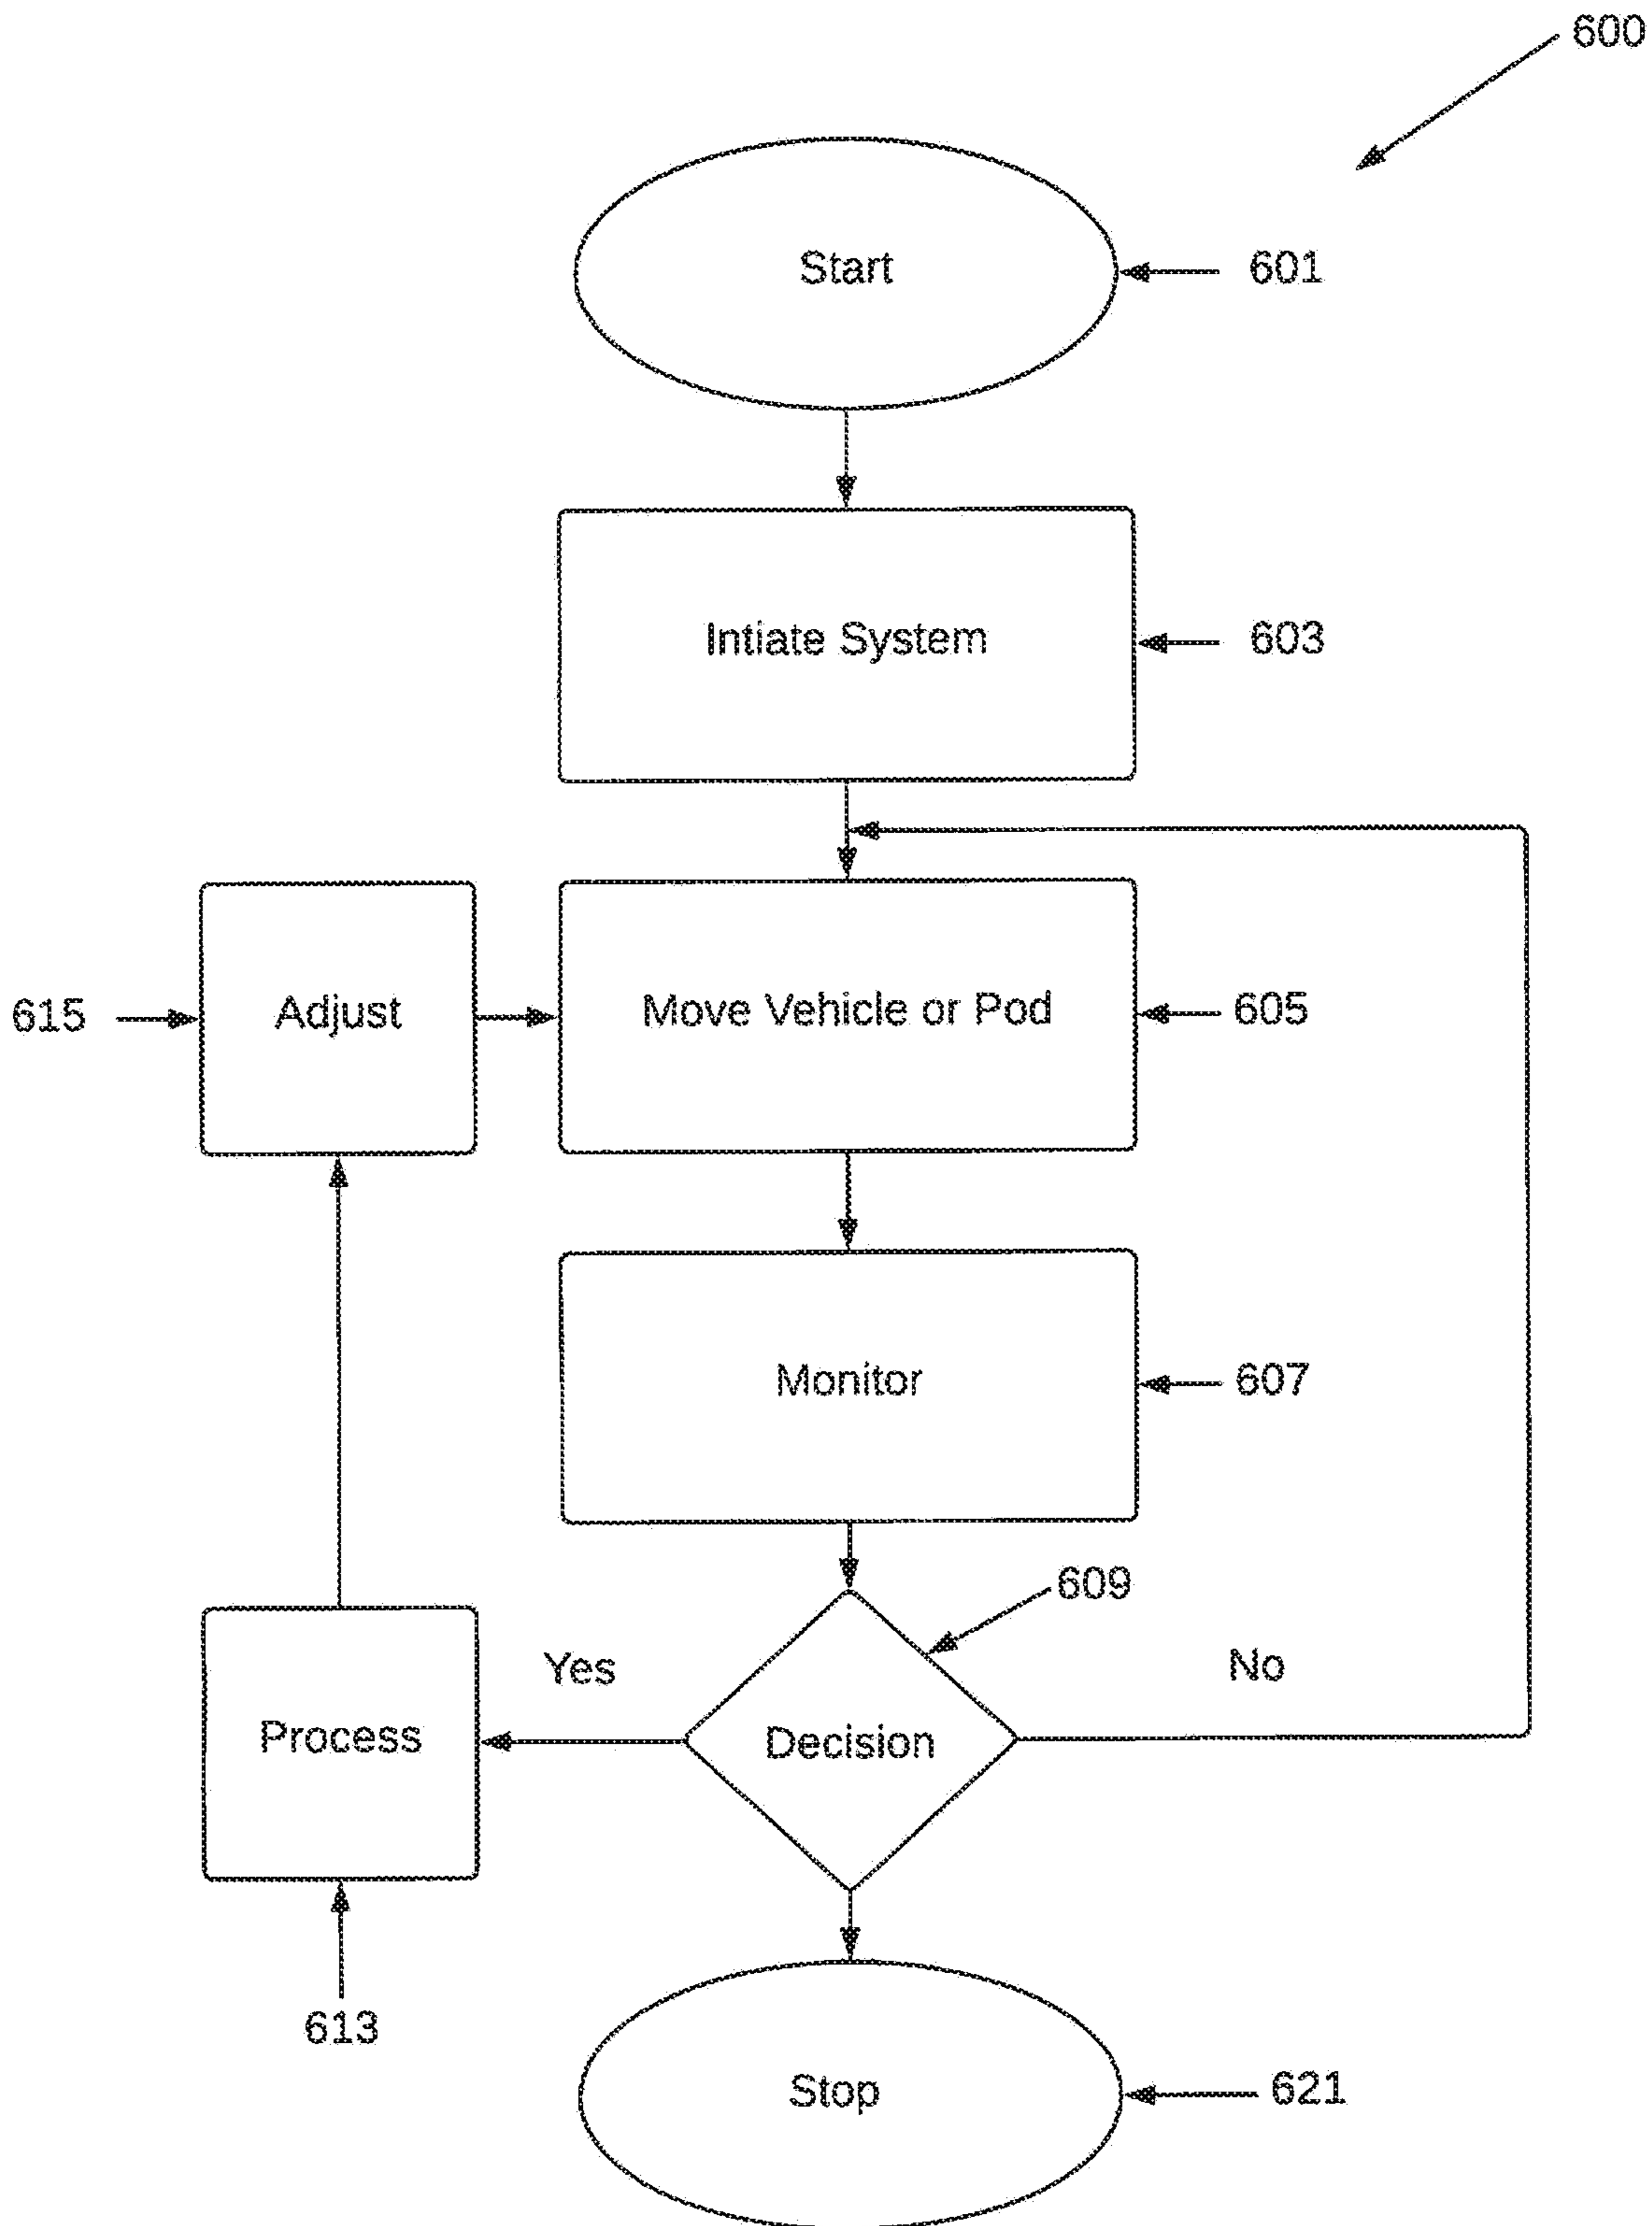 600
Start
601
Intiate System
603
615
Adjust
Move Vehicle or Pod
605
Monitor
607
609
Yes
No
Process
Decision
613
Stop
621